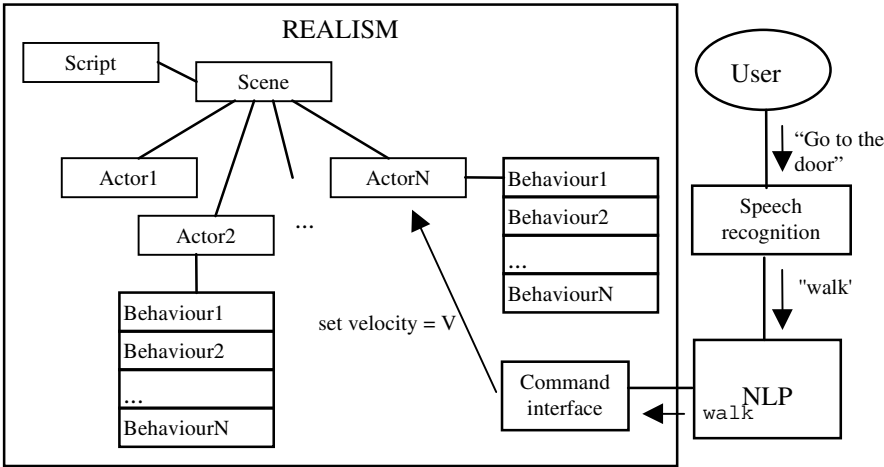 REALISM
Script
Scene
User
“Go to the
door”
Actor1
ActorN
Behaviour1
Behaviour2
...
BehaviourN
Actor2
...
Speech
recognition
"walk'
Behaviour1
Behaviour2
...
BehaviourN
set velocity = V
Command
interface
NLP
walk